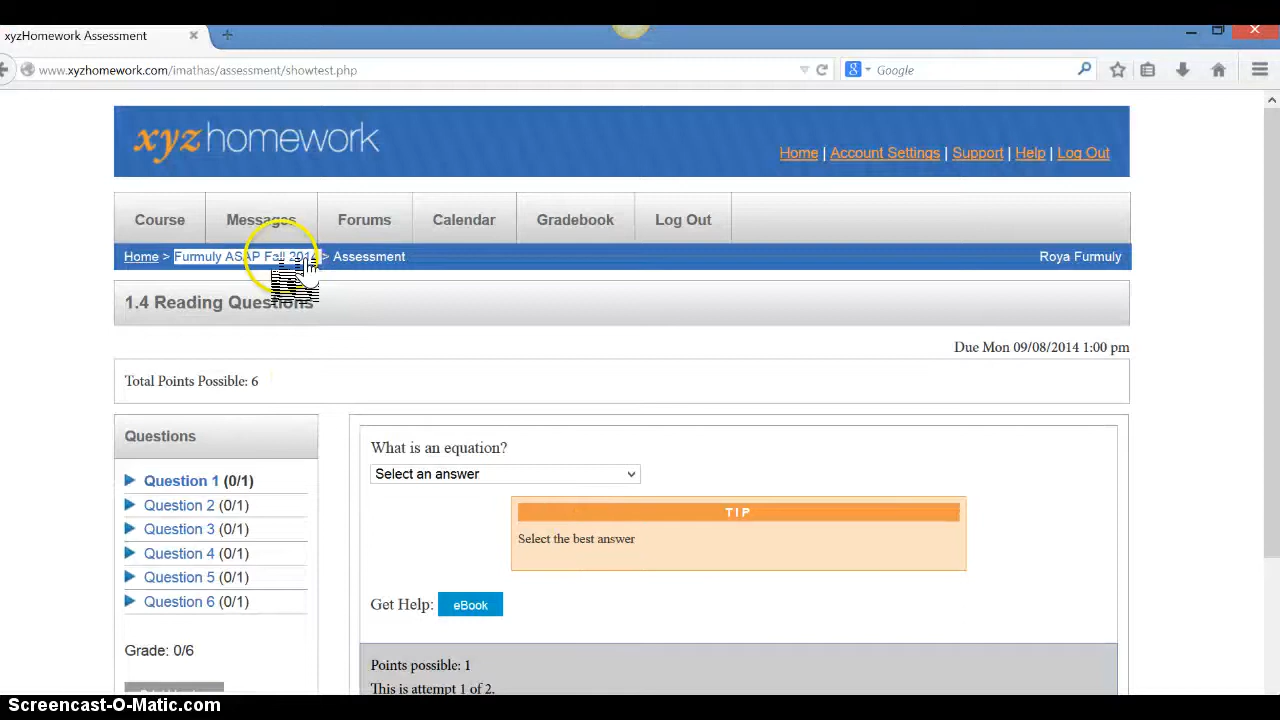 xyzHomework Assessment
www.xyzhomework.com/imathas/assessment/showtest.php
Google
xyzhomework
Home | Account Settings | Support | Help | Log Out
Course Messages Forums Calendar Gradebook Log Out
Home > Furmuly ASAP Fall 2014 > Assessment Roya Furmuly
1.4 Reading Questions
Due Mon 09/08/2014 1:00 pm
Total Points Possible: 6
Questions
Question 1 (0/1)
Question 2 (0/1)
Question 3 (0/1)
Question 4 (0/1)
Question 5 (0/1)
Question 6 (0/1)
Grade: 0/6
What is an equation?
Select an answer
TIP
Select the best answer
Get Help: eBook
Points possible: 1
This is attempt 1 of 2.
Screencast-O-Matic.com